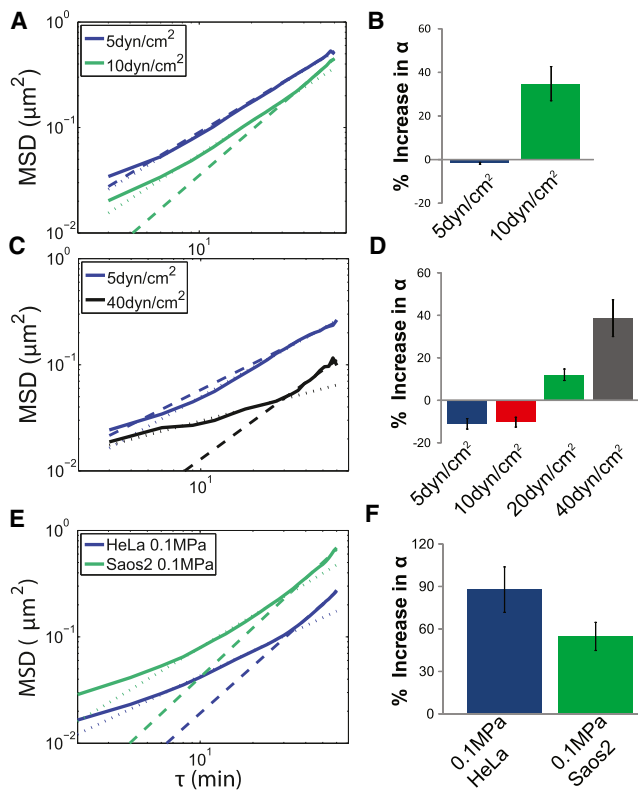 A
10⁰
10⁻¹
10⁻²
MSD (μm²)
5dyn/cm²
10dyn/cm²
10¹
B
% Increase in α
60
40
20
0
-20
5dyn/cm²
10dyn/cm²
C
10⁰
10⁻¹
10⁻²
MSD (μm²)
5dyn/cm²
40dyn/cm²
10¹
D
% Increase in α
60
40
20
0
-20
5dyn/cm²
10dyn/cm²
20dyn/cm²
40dyn/cm²
E
10⁰
10⁻¹
10⁻²
MSD ( μm²)
HeLa 0.1MPa
Saos2 0.1MPa
10¹
τ (min)
F
% Increase in α
120
90
60
30
0
0.1MPa
HeLa
0.1MPa
Saos2